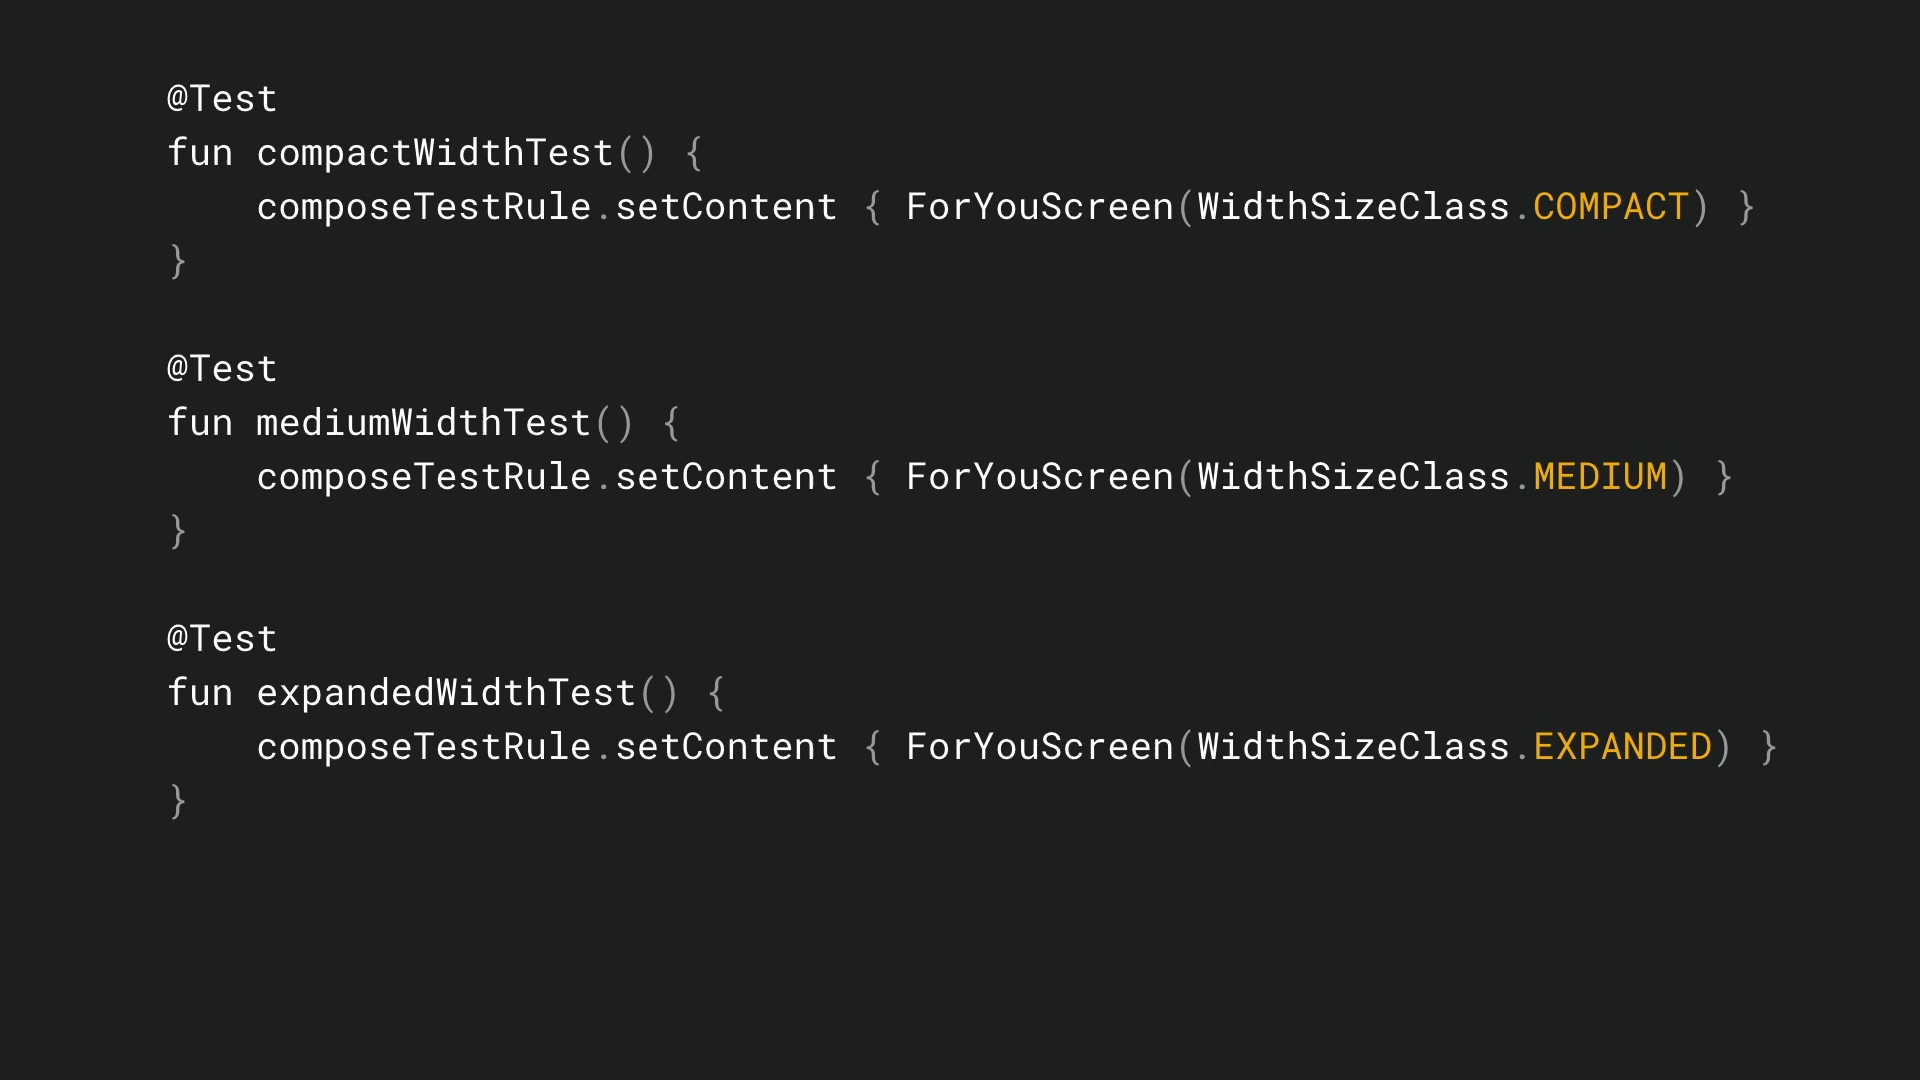 @Test
fun compactWidthTest() {
    composeTestRule.setContent { ForYouScreen(WidthSizeClass.COMPACT) }
}

@Test
fun mediumWidthTest() {
    composeTestRule.setContent { ForYouScreen(WidthSizeClass.MEDIUM) }
}

@Test
fun expandedWidthTest() {
    composeTestRule.setContent { ForYouScreen(WidthSizeClass.EXPANDED) }
}